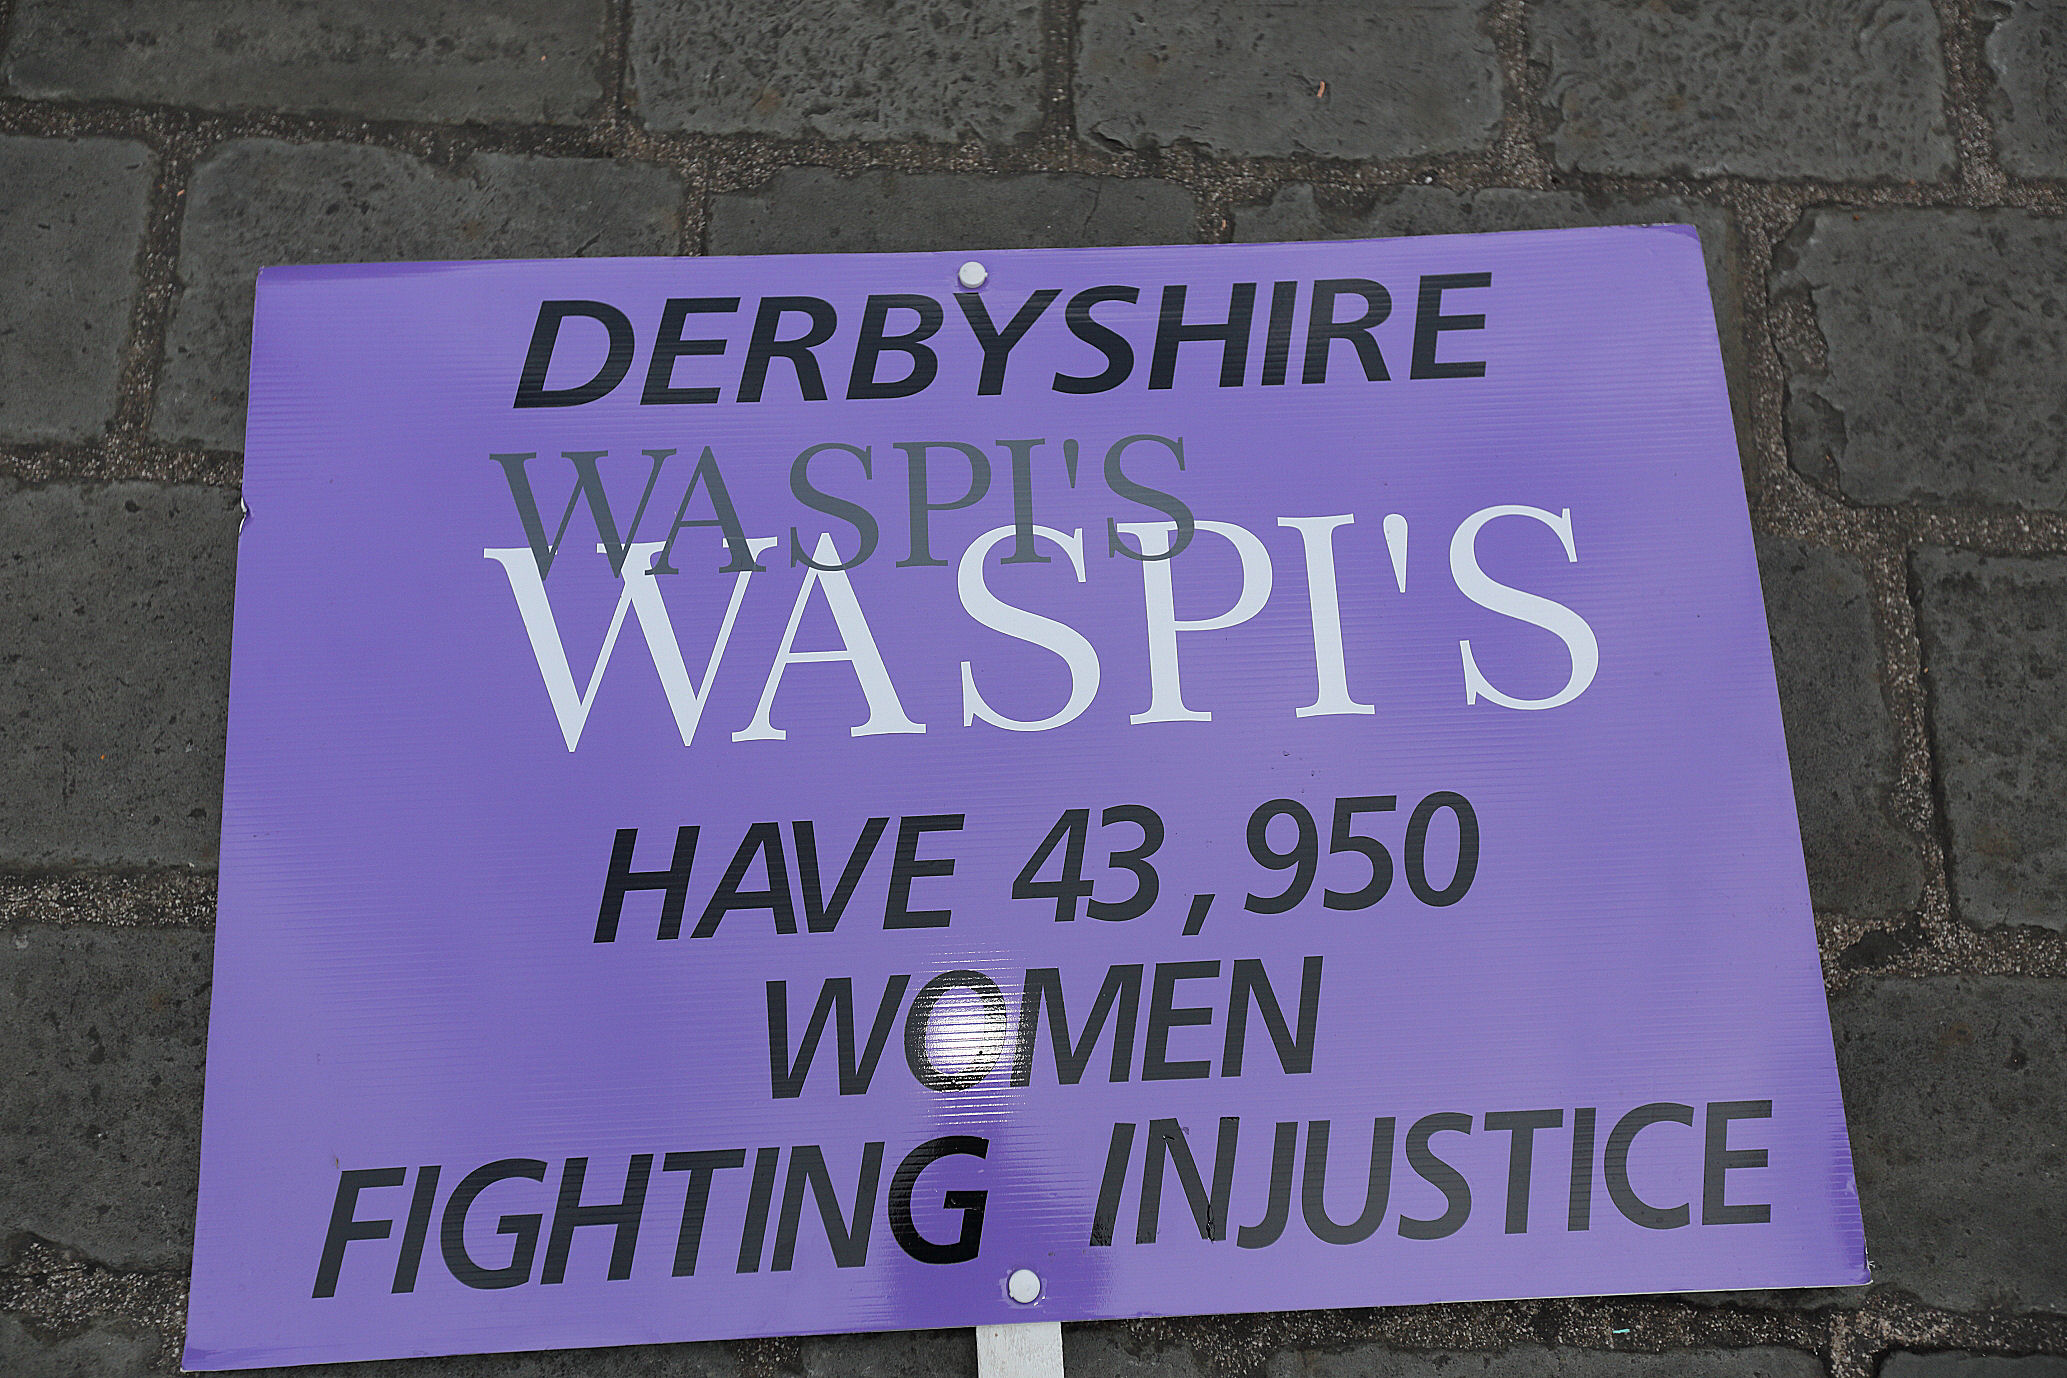 DERBYSHIRE
WASPI'S
WASPI'S
HAVE 43,950
WOMEN
FIGHTING INJUSTICE